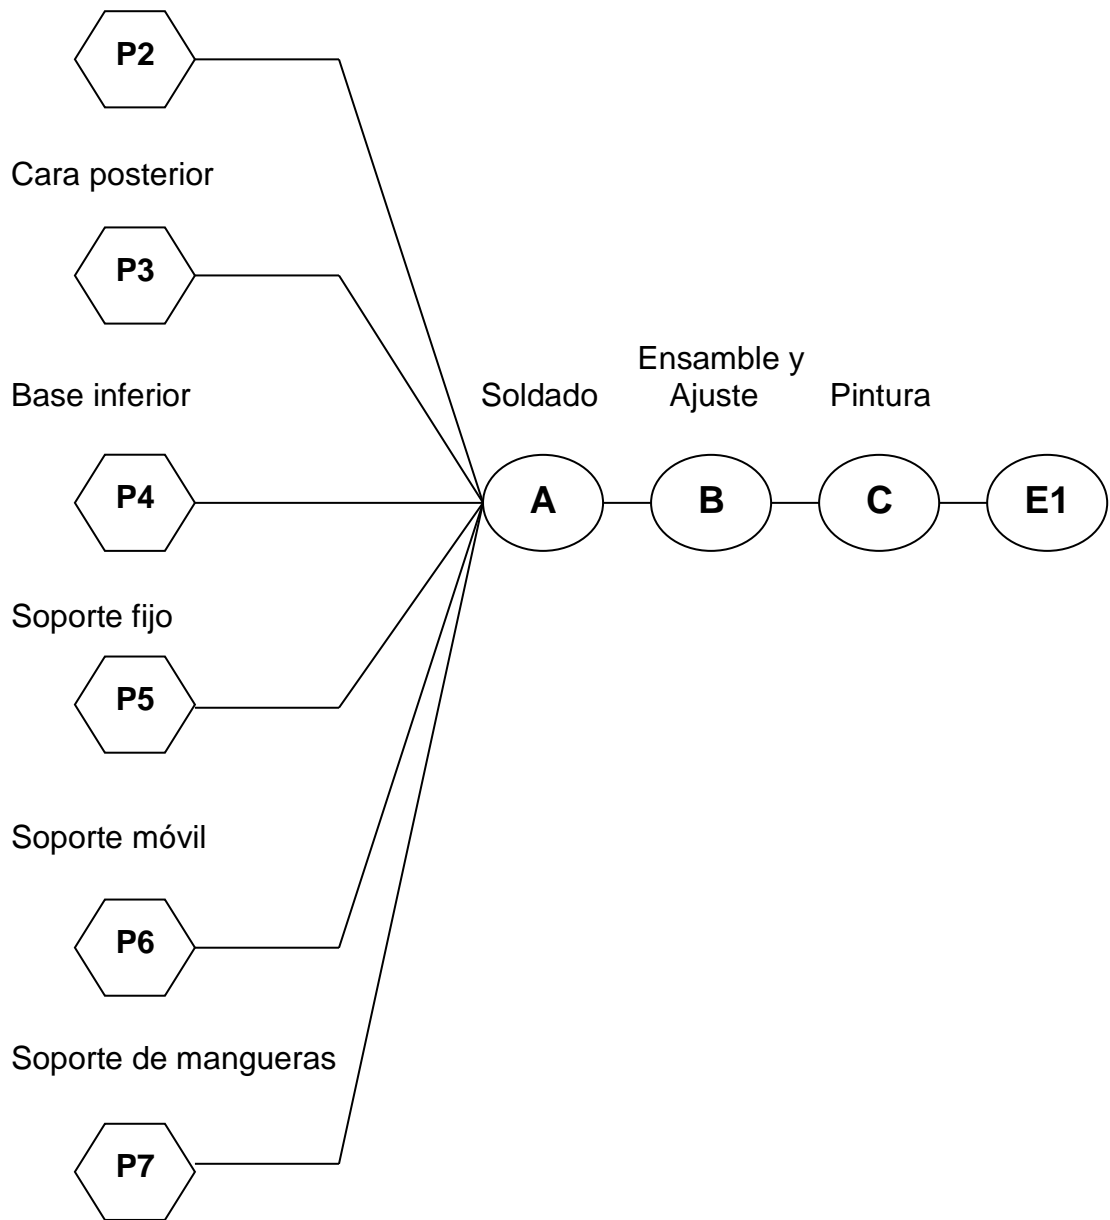 P2
Cara posterior
P3
Ensamble y
Base inferior
Soldado
Ajuste
Pintura
P4
A
B
C
E1
Soporte fijo
P5
Soporte móvil
P6
Soporte de mangueras
P7